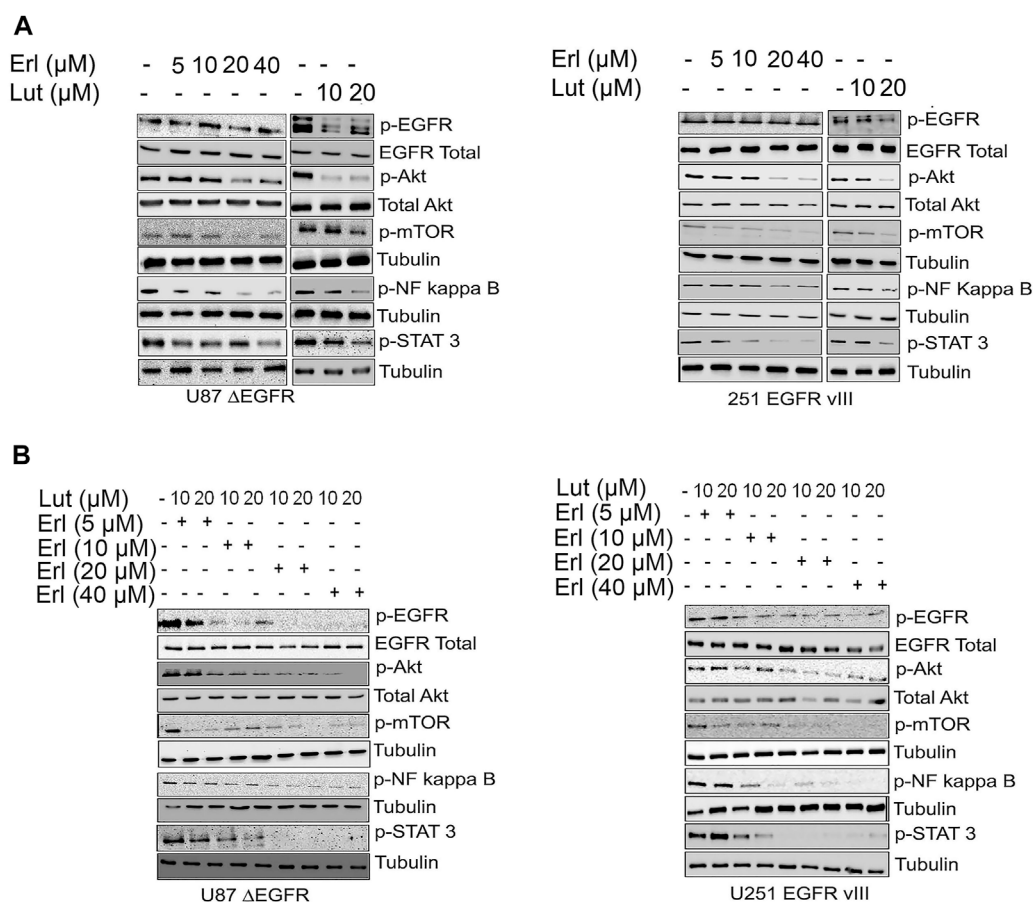 A
Erl (µM) - 5 10 20 40 - - -
Lut (µM) - - - - - - 10 20
p-EGFR
EGFR Total
p-Akt
Total Akt
p-mTOR
Tubulin
p-NF kappa B
Tubulin
p-STAT 3
Tubulin
U87 ΔEGFR
Erl (µM) - 5 10 20 40 - - -
Lut (µM) - - - - - - 10 20
p-EGFR
EGFR Total
p-Akt
Total Akt
p-mTOR
Tubulin
p-NF Kappa B
Tubulin
p-STAT 3
Tubulin
251 EGFR vIII
B
Lut (µM) - 10 20 10 20 10 20 10 20
Erl (5 µM) - + + - - - - - -
Erl (10 µM) - - - + + - - - -
Erl (20 µM) - - - - - + + - -
Erl (40 µM) - - - - - - - + +
p-EGFR
EGFR Total
p-Akt
Total Akt
p-mTOR
Tubulin
p-NF kappa B
Tubulin
p-STAT 3
Tubulin
U87 ΔEGFR
Lut (µM) - 10 20 10 20 10 20 10 20
Erl (5 µM) - + + - - - - - -
Erl (10 µM) - - - + + - - - -
Erl (20 µM) - - - - - + + - -
Erl (40 µM) - - - - - - - + +
p-EGFR
EGFR Total
p-Akt
Total Akt
p-mTOR
Tubulin
p-NF kappa B
Tubulin
p-STAT 3
Tubulin
U251 EGFR vIII